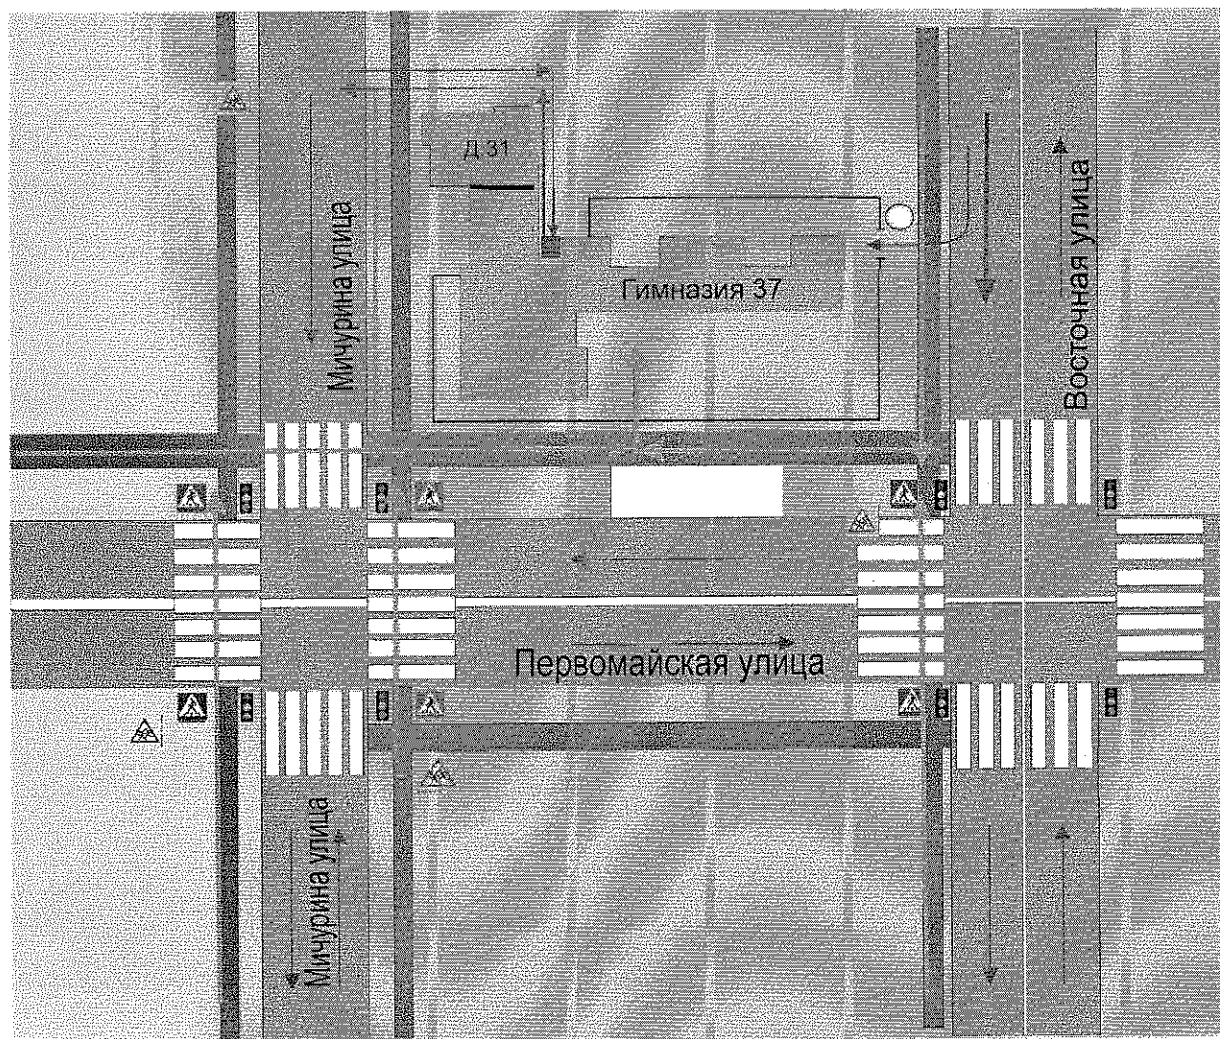 Д 31
Мичурина улица
Восточная улица
Гимназия 37
Первомайская улица
Мичурина улица